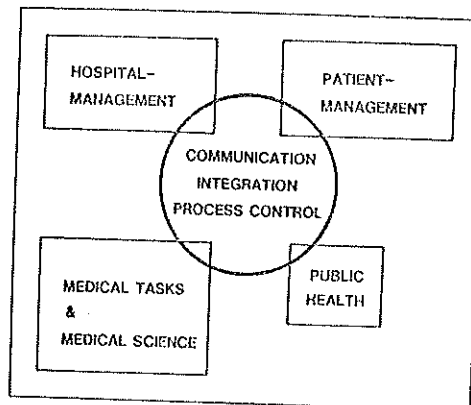 HOSPITAL-
MANAGEMENT
PATIENT-
MANAGEMENT
COMMUNICATION
INTEGRATION
PROCESS CONTROL
MEDICAL TASKS
&
MEDICAL SCIENCE
PUBLIC
HEALTH